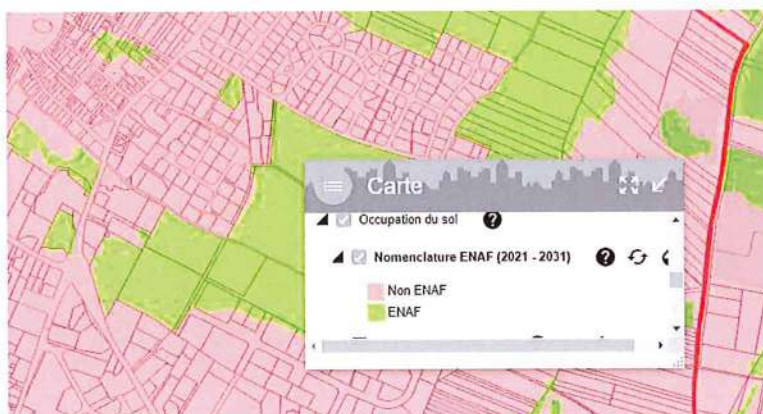 Carte
Occupation du sol
Nomenclature ENAF (2021 - 2031)
Non ENAF
ENAF